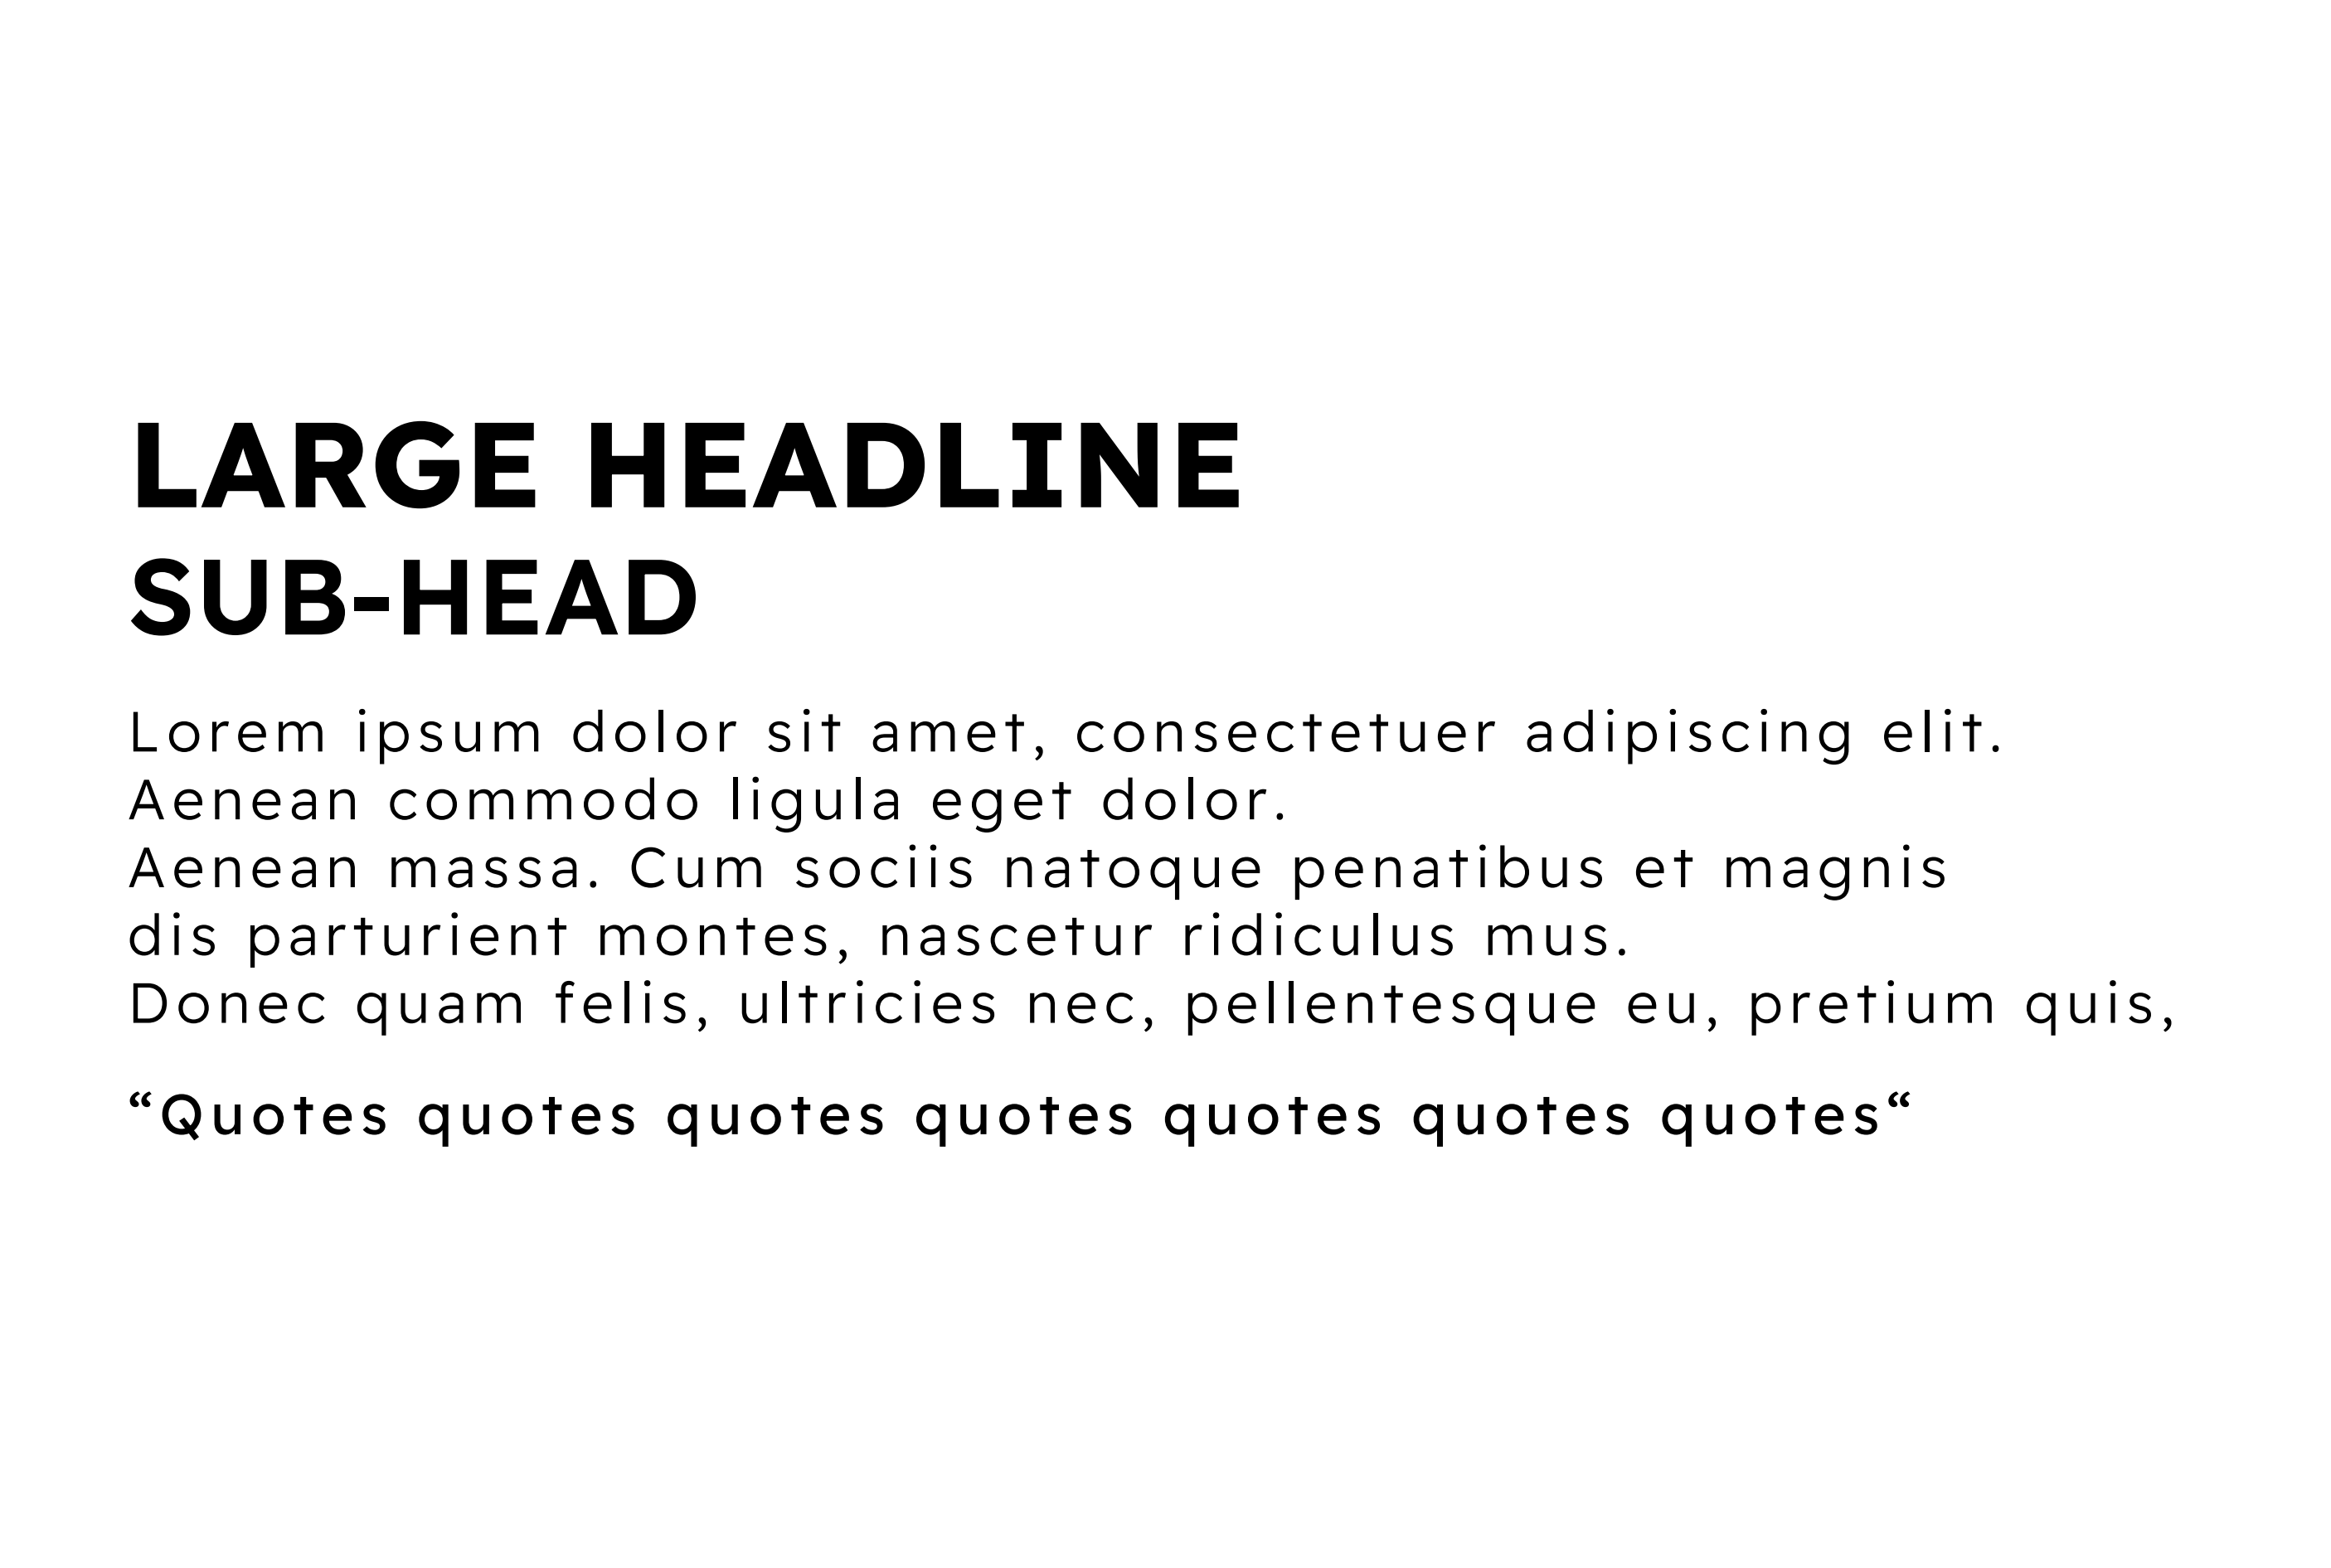 LARGE HEADLINE
SUB-HEAD
Lorem ipsum dolor sit amet, consectetuer adipiscing elit.
Aenean commodo ligula eget dolor.
Aenean massa. Cum sociis natoque penatibus et magnis
dis parturient montes, nascetur ridiculus mus.
Donec quam felis, ultricies nec, pellentesque eu, pretium quis,
“Quotes quotes quotes quotes quotes quotes quotes“